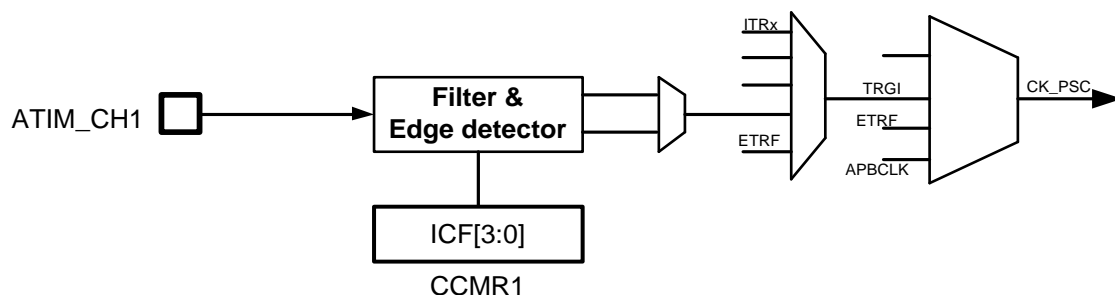 ITRx
Filter &
Edge detector
ATIM_CH1
TRGI
CK_PSC
ETRF
ETRF
APBCLK
ICF[3:0]
CCMR1